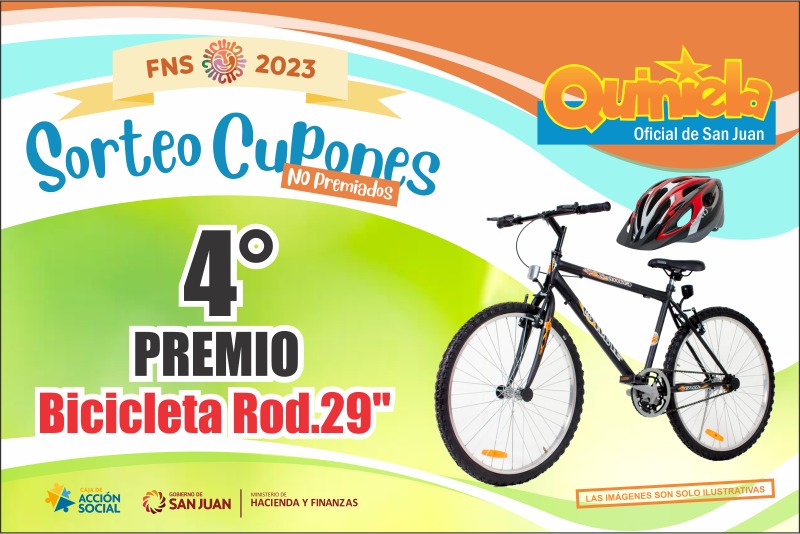 FNS 2023
Sorteo Cupones
NO Premiados
Quiniela
Oficial de San Juan
4°
PREMIO
Bicicleta Rod.29"
CAJA DE
ACCIÓN
SOCIAL
GOBIERNO DE
SAN JUAN
MINISTERIO DE
HACIENDA Y FINANZAS
LAS IMÁGENES SON SOLO ILUSTRATIVAS